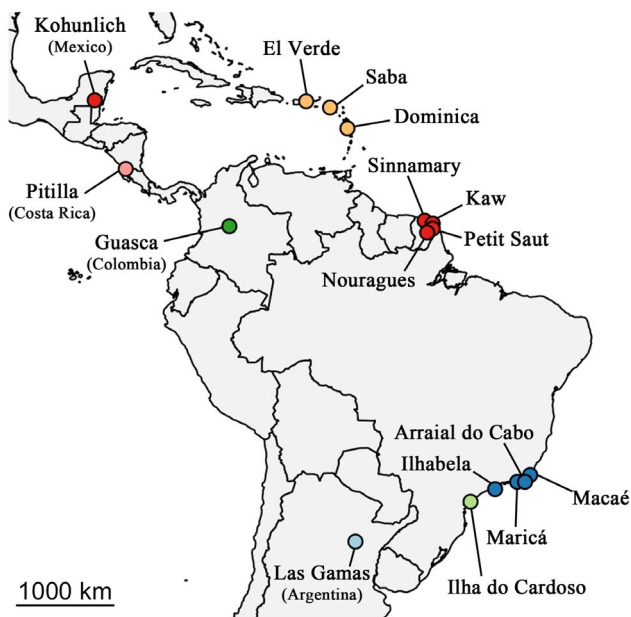 Kohunlich
(Mexico)
El Verde
Saba
Dominica
Sinnamary
Kaw
Pitilla
(Costa Rica)
Guasca
(Colombia)
Petit Saut
Nouragues
Arraial do Cabo
Ilhabela
Macaé
Maricá
Las Gamas
(Argentina)
Ilha do Cardoso
1000 km